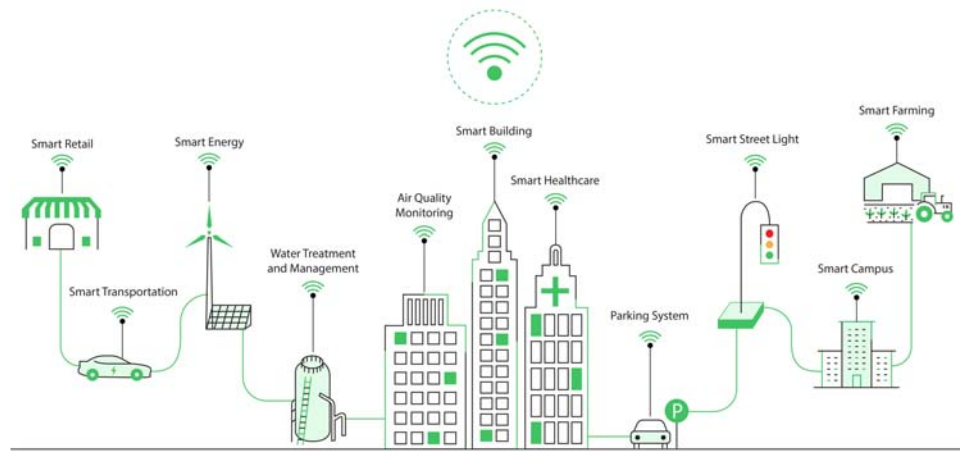 Smart Retail
Smart Transportation
Smart Energy
Water Treatment
and Management
Air Quality
Monitoring
Smart Building
Smart Healthcare
Parking System
P
Smart Street Light
Smart Campus
Smart Farming